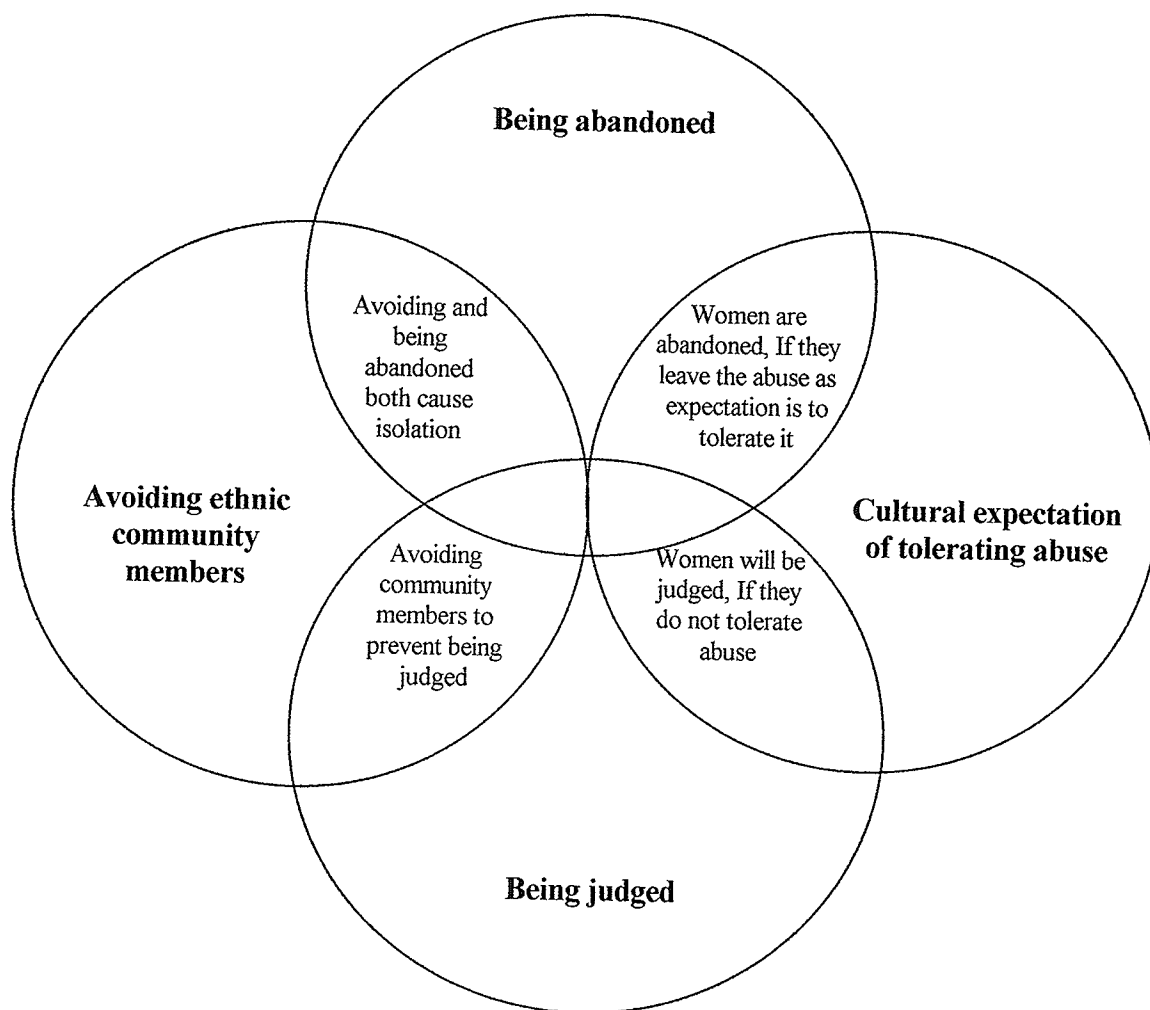 Being abandoned
Avoiding and
being
abandoned
both cause
isolation
Women are
abandoned, If they
leave the abuse as
expectation is to
tolerate it
Avoiding ethnic
community
members
Cultural expectation
of tolerating abuse
Avoiding
community
members to
prevent being
judged
Women will be
judged, If they
do not tolerate
abuse
Being judged